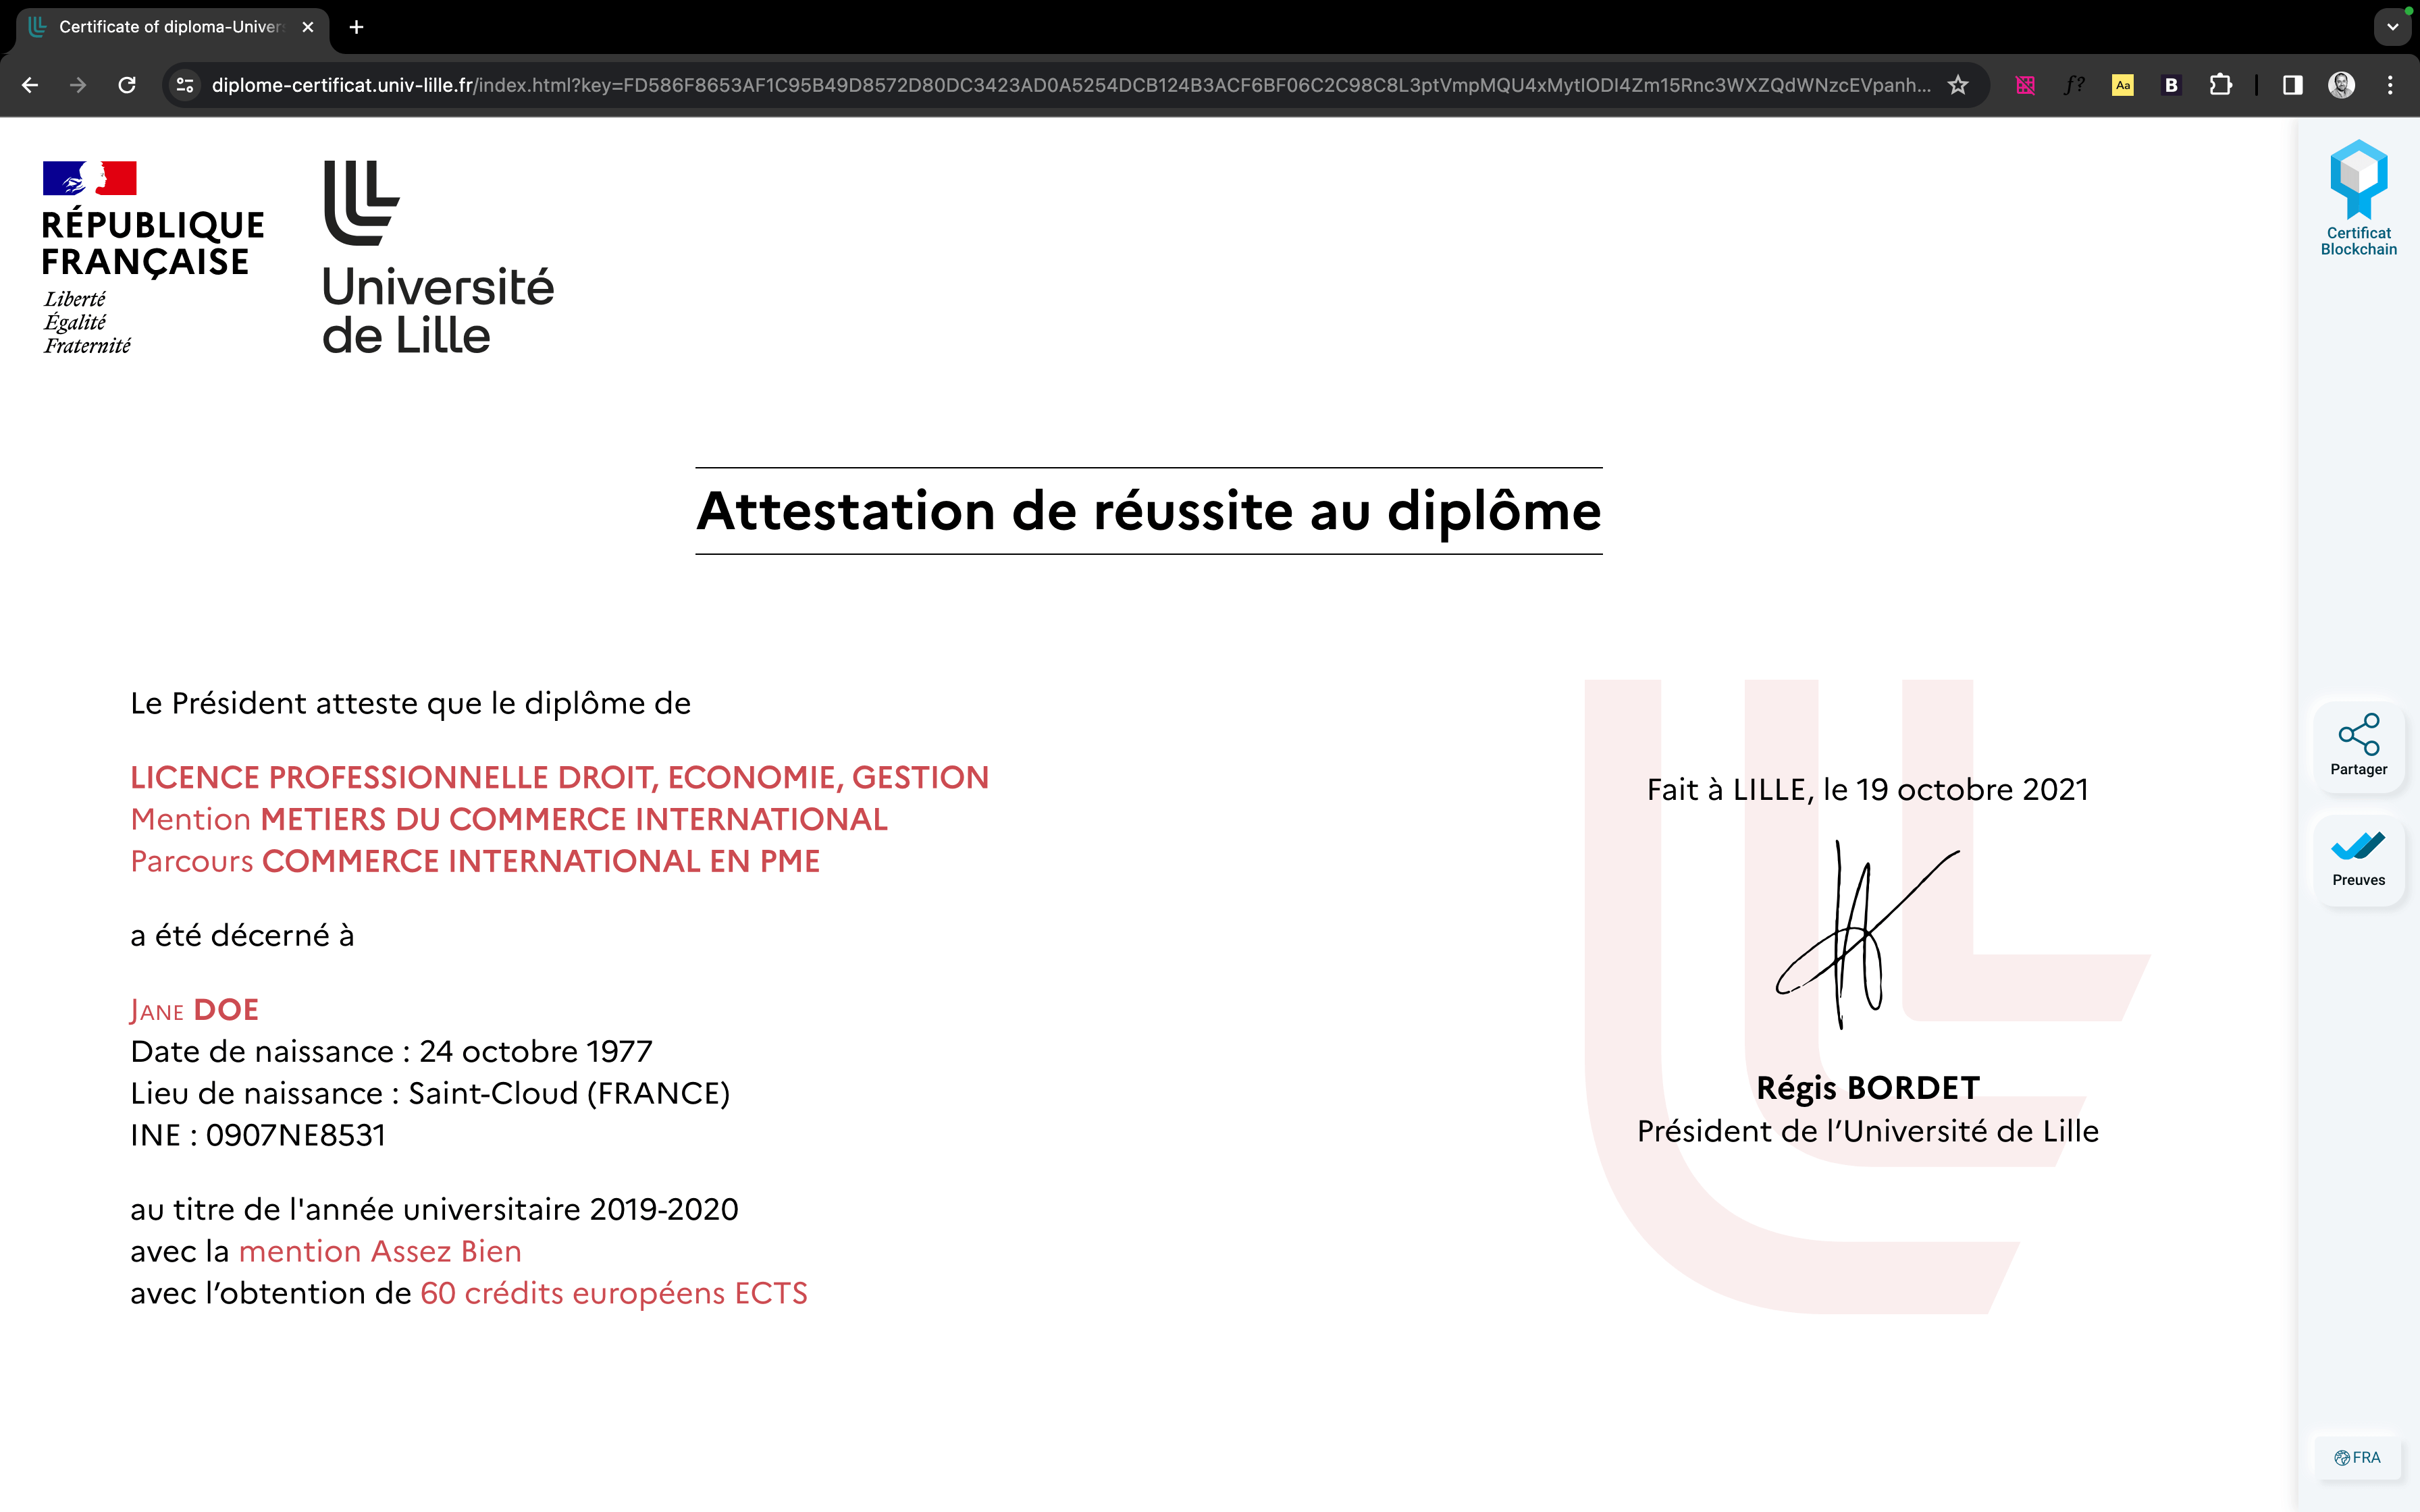 Certificate of diploma-Univer
diplome-certificat.univ-lille.fr/index.html?key=FD586F8653AF1C95B49D8572D80DC3423AD0A5254DCB124B3ACF6BF06C2C98C8L3ptVmpMQU4xMytlODI4Zm15Rnc3WXZQdWNzcEVpanh...
f?
Aa
B
RÉPUBLIQUE
FRANÇAISE
Liberté
Égalité
Fraternité
Université
de Lille
Certificat
Blockchain
Attestation de réussite au diplôme
Le Président atteste que le diplôme de
LICENCE PROFESSIONNELLE DROIT, ECONOMIE, GESTION
Mention METIERS DU COMMERCE INTERNATIONAL
Parcours COMMERCE INTERNATIONAL EN PME
a été décerné à
JANE DOE
Date de naissance : 24 octobre 1977
Lieu de naissance : Saint-Cloud (FRANCE)
INE : 0907NE8531
au titre de l'année universitaire 2019-2020
avec la mention Assez Bien
avec l’obtention de 60 crédits européens ECTS
Fait à LILLE, le 19 octobre 2021
Régis BORDET
Président de l’Université de Lille
Partager
Preuves
FRA